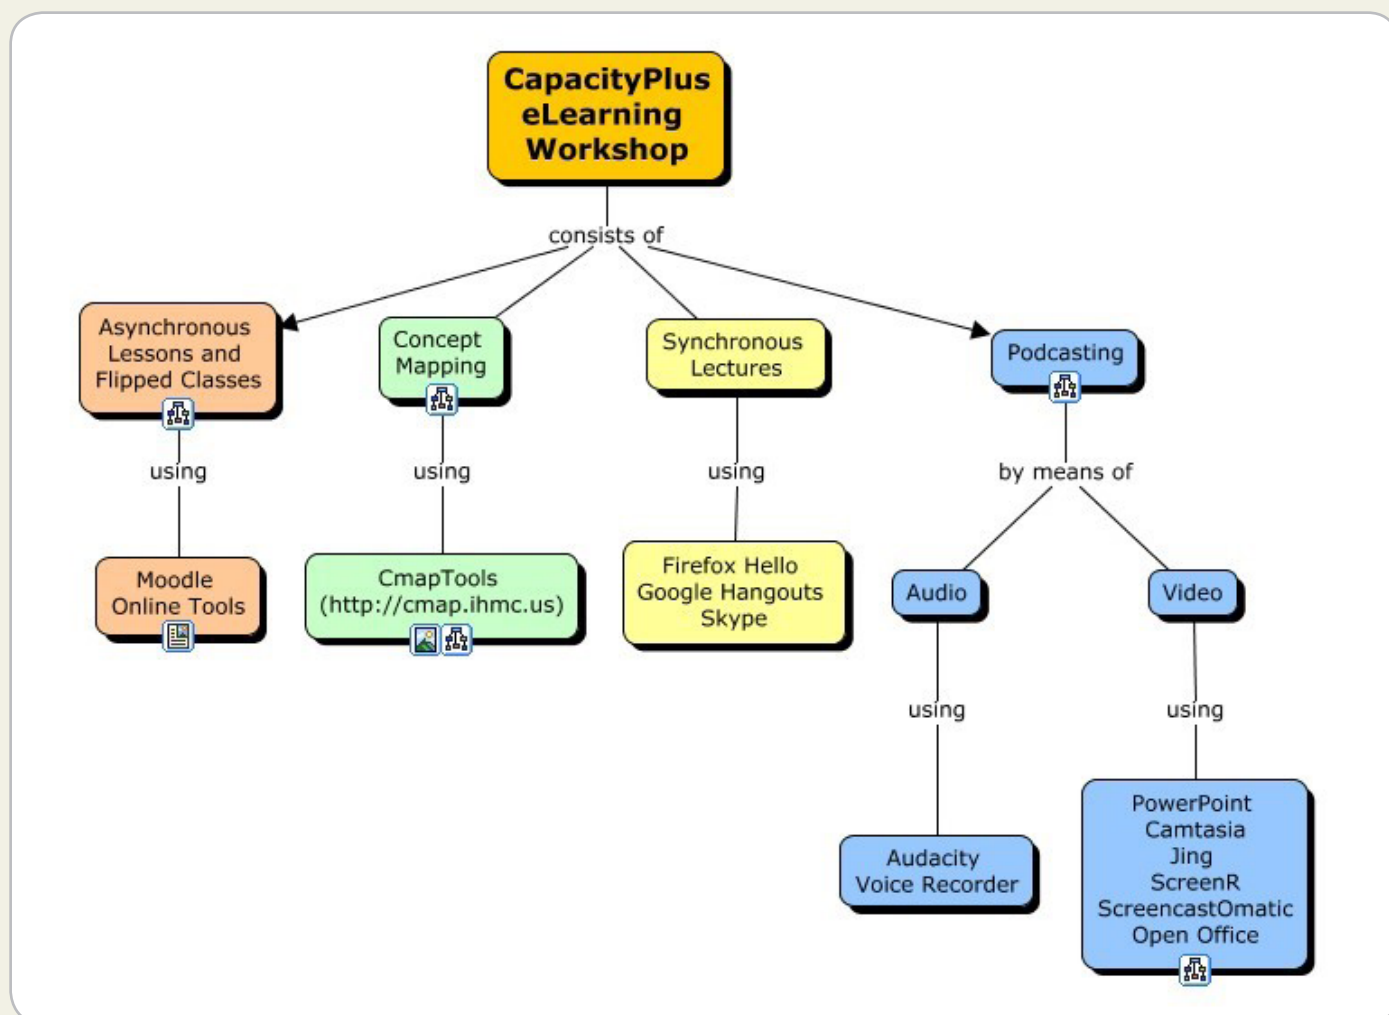 CapacityPlus
eLearning
Workshop
consists of
Asynchronous
Lessons and
Flipped Classes
Concept
Mapping
Synchronous
Lectures
Podcasting
using
using
using
by means of
Moodle
Online Tools
CmapTools
(http://cmap.ihmc.us)
Firefox Hello
Google Hangouts
Skype
Audio
Video
using
using
Audacity
Voice Recorder
PowerPoint
Camtasia
Jing
ScreenR
ScreencastOmatic
Open Office